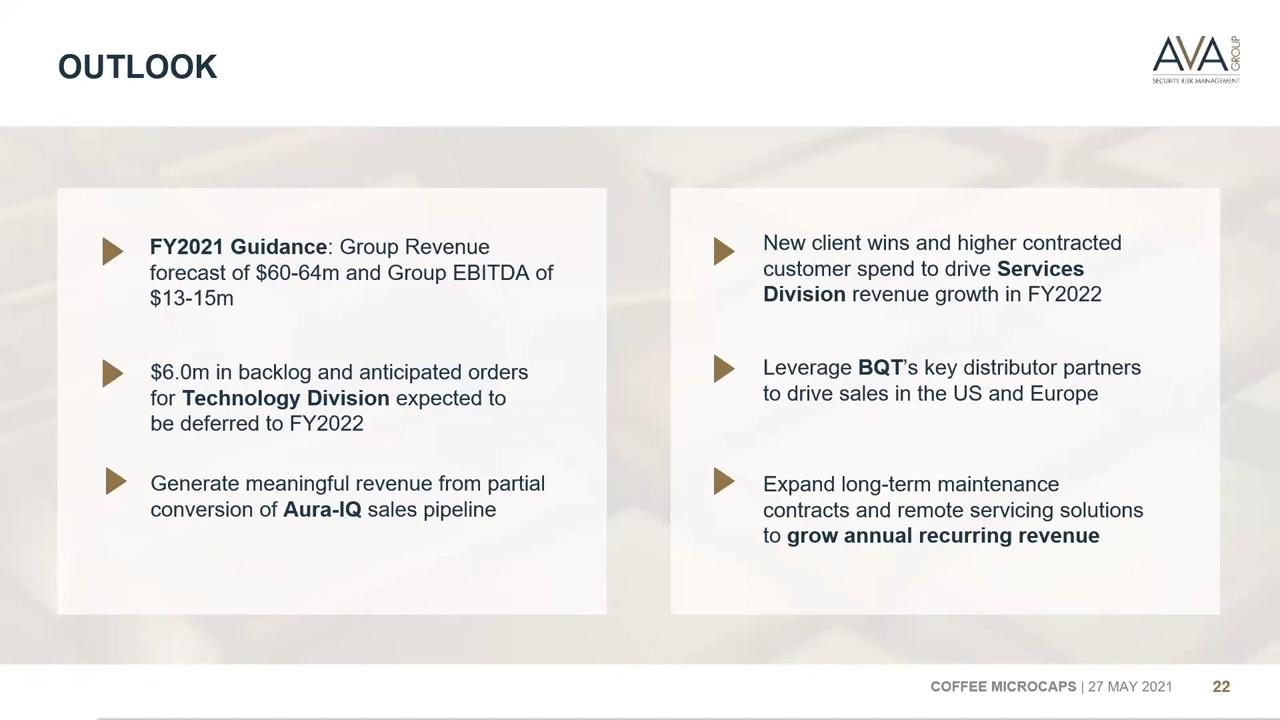 OUTLOOK
AVA GROUP
SECURITY RISK MANAGEMENT
FY2021 Guidance: Group Revenue
forecast of $60-64m and Group EBITDA of
$13-15m
$6.0m in backlog and anticipated orders
for Technology Division expected to
be deferred to FY2022
Generate meaningful revenue from partial
conversion of Aura-IQ sales pipeline
New client wins and higher contracted
customer spend to drive Services
Division revenue growth in FY2022
Leverage BQT’s key distributor partners
to drive sales in the US and Europe
Expand long-term maintenance
contracts and remote servicing solutions
to grow annual recurring revenue
COFFEE MICROCAPS | 27 MAY 2021 22